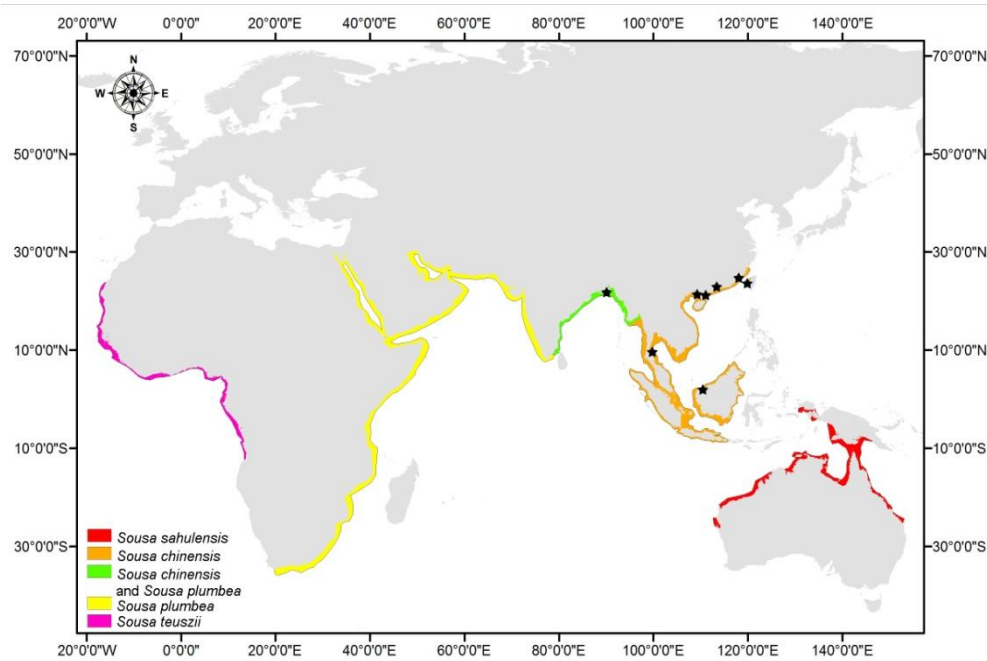 20°0'0"W 0°0'0" 20°0'0"E 40°0'0"E 60°0'0"E 80°0'0"E 100°0'0"E 120°0'0"E 140°0'0"E
70°0'0"N 70°0'0"N
N
W E
S
50°0'0"N 50°0'0"N
30°0'0"N 30°0'0"N
10°0'0"N 10°0'0"N
10°0'0"S 10°0'0"S
30°0'0"S 30°0'0"S
Sousa sahulensis
Sousa chinensis
Sousa chinensis
and Sousa plumbea
Sousa plumbea
Sousa teuszii
20°0'0"W 0°0'0" 20°0'0"E 40°0'0"E 60°0'0"E 80°0'0"E 100°0'0"E 120°0'0"E 140°0'0"E